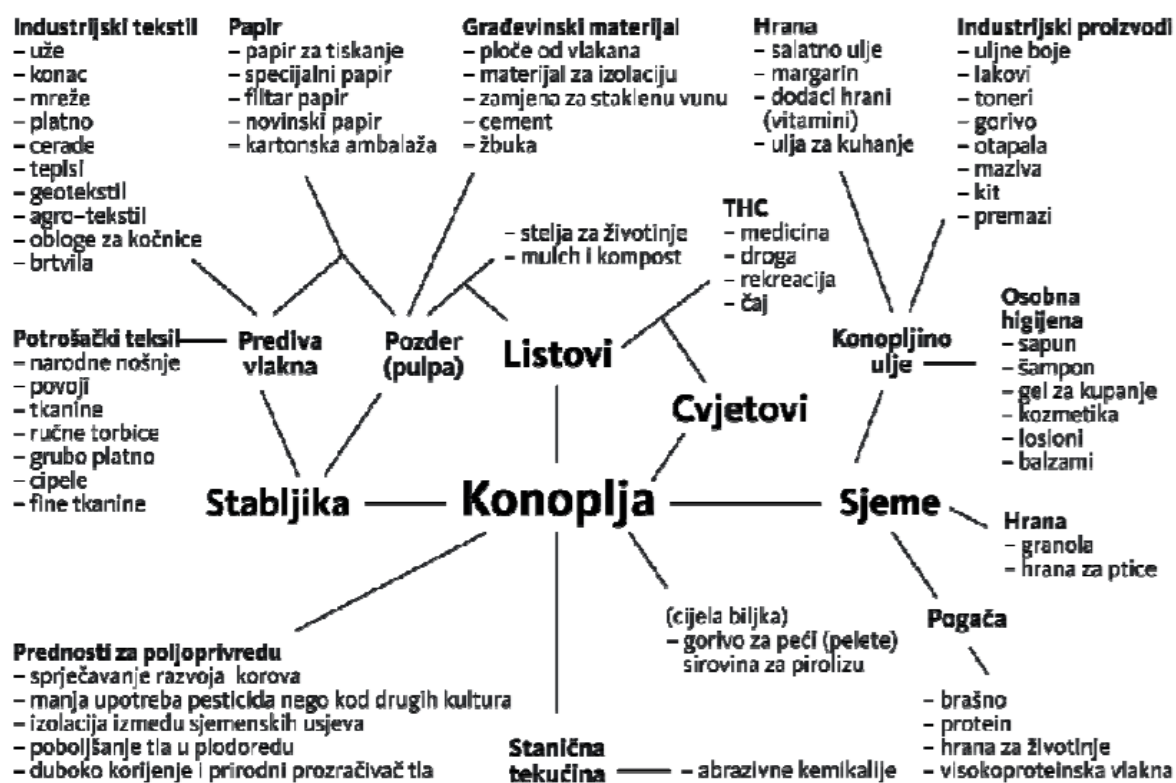 Industrijski tekstil
– uže
– konac
– mreže
– platno
– cerade
– tepisi
– geotekstil
– agro-tekstil
– obloge za kočnice
– brtvila
Papir
– papir za tiskanje
– specijalni papir
– filtar papir
– novinski papir
– kartonska ambalaža
Građevinski materijal
– ploče od vlakana
– materijal za izolaciju
– zamjena za staklenu vunu
– cement
– žbuka
Hrana
– salatno ulje
– margarin
– dodaci hrani
(vitamini)
– ulja za kuhanje
Industrijski proizvodi
– uljne boje
– lakovi
– toneri
– gorivo
– otapala
– maziva
– kit
– premazi
– stelja za životinje
– mulch i kompost
THC
– medicina
– droga
– rekreacija
– čaj
Potrošački teksil
– narodne nošnje
– povoji
– tkanine
– ručne torbice
– grubo platno
– cipele
– fine tkanine
Prediva
vlakna
Pozder
(pulpa)
Listovi
Cvjetovi
Konopljino
ulje
Osobna
higijena
– sapun
– šampon
– gel za kupanje
– kozmetika
– losioni
– balzami
Stabljika
Konoplja
Sjeme
Hrana
– granola
– hrana za ptice
(cijela biljka)
– gorivo za peći (pelete)
sirovina za pirolizu
Pogača
– brašno
– protein
– hrana za životinje
– visokoproteinska vlakna
Prednosti za poljoprivredu
– sprječavanje razvoja korova
– manja upotreba pesticida nego kod drugih kultura
– izolacija između sjemenskih usjeva
– poboljšanje tla u plodoredu
– duboko korijenje i prirodni prozračivač tla
Stanična
tekućina
– abrazivne kemikalije